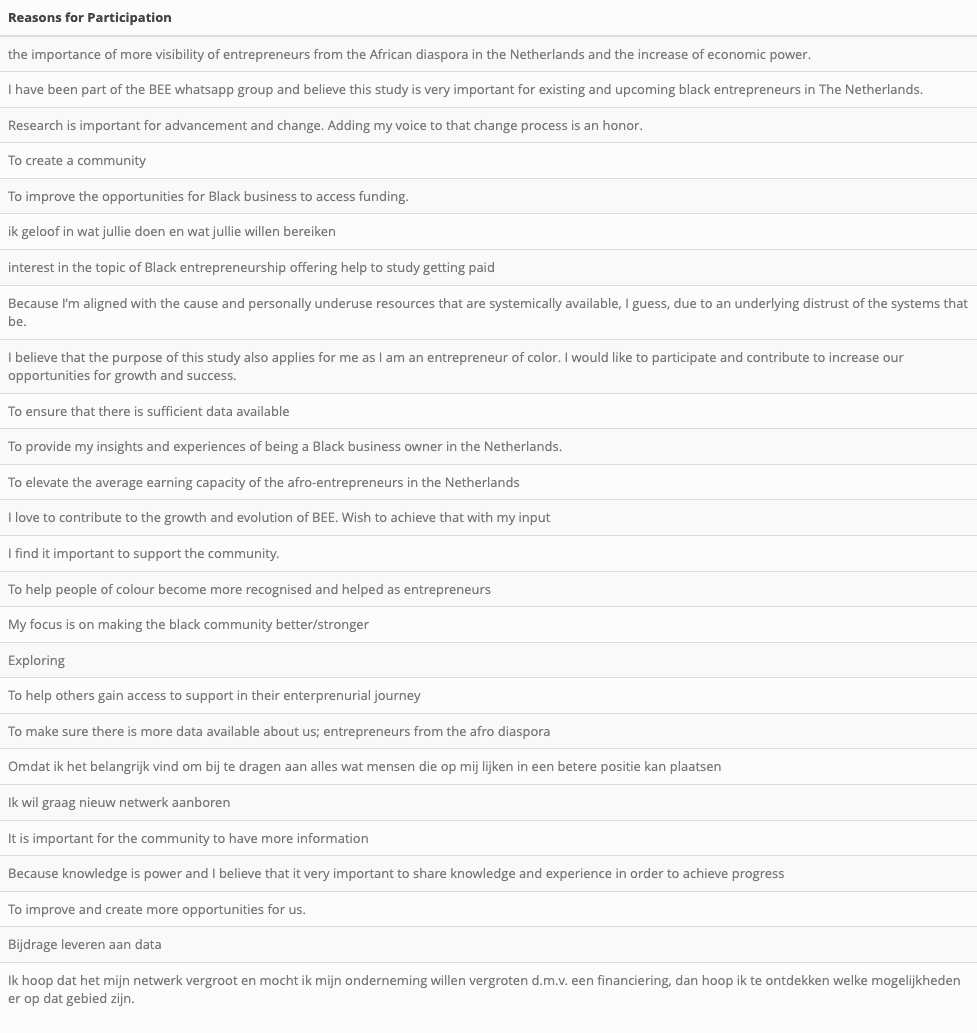 Reasons for Participation
the importance of more visibility of entrepreneurs from the African diaspora in the Netherlands and the increase of economic power.
I have been part of the BEE whatsapp group and believe this study is very important for existing and upcoming black entrepreneurs in The Netherlands.
Research is important for advancement and change. Adding my voice to that change process is an honor.
To create a community
To improve the opportunities for Black business to access funding.
ik geloof in wat jullie doen en wat jullie willen bereiken
interest in the topic of Black entrepreneurship offering help to study getting paid
Because I’m aligned with the cause and personally underuse resources that are systemically available, I guess, due to an underlying distrust of the systems that
be.
I believe that the purpose of this study also applies for me as I am an entrepreneur of color. I would like to participate and contribute to increase our
opportunities for growth and success.
To ensure that there is sufficient data available
To provide my insights and experiences of being a Black business owner in the Netherlands.
To elevate the average earning capacity of the afro-entrepreneurs in the Netherlands
I love to contribute to the growth and evolution of BEE. Wish to achieve that with my input
I find it important to support the community.
To help people of colour become more recognised and helped as entrepreneurs
My focus is on making the black community better/stronger
Exploring
To help others gain access to support in their enterprenurial journey
To make sure there is more data available about us; entrepreneurs from the afro diaspora
Omdat ik het belangrijk vind om bij te dragen aan alles wat mensen die op mij lijken in een betere positie kan plaatsen
Ik wil graag nieuw netwerk aanboren
It is important for the community to have more information
Because knowledge is power and I believe that it very important to share knowledge and experience in order to achieve progress
To improve and create more opportunities for us.
Bijdrage leveren aan data
Ik hoop dat het mijn netwerk vergroot en mocht ik mijn onderneming willen vergroten d.m.v. een financiering, dan hoop ik te ontdekken welke mogelijkheden
er op dat gebied zijn.